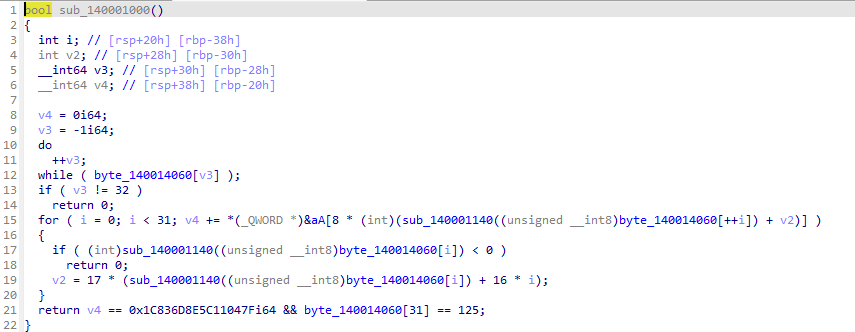 1 bool sub_140001000()
2 {
3 int i; // [rsp+20h] [rbp-38h]
4 int v2; // [rsp+28h] [rbp-30h]
5 __int64 v3; // [rsp+30h] [rbp-28h]
6 __int64 v4; // [rsp+38h] [rbp-20h]
7
8 v4 = 0i64;
9 v3 = -1i64;
10 do
11 ++v3;
12 while ( byte_140014060[v3] );
13 if ( v3 != 32 )
14 return 0;
15 for ( i = 0; i < 31; v4 += *(_QWORD *)&aA[8 * (int)(sub_140001140((unsigned __int8)byte_140014060[++i]) + v2)] )
16 {
17 if ( (int)sub_140001140((unsigned __int8)byte_140014060[i]) < 0 )
18 return 0;
19 v2 = 17 * (sub_140001140((unsigned __int8)byte_140014060[i]) + 16 * i);
20 }
21 return v4 == 0x1C836D8E5C11047Fi64 && byte_140014060[31] == 125;
22 }